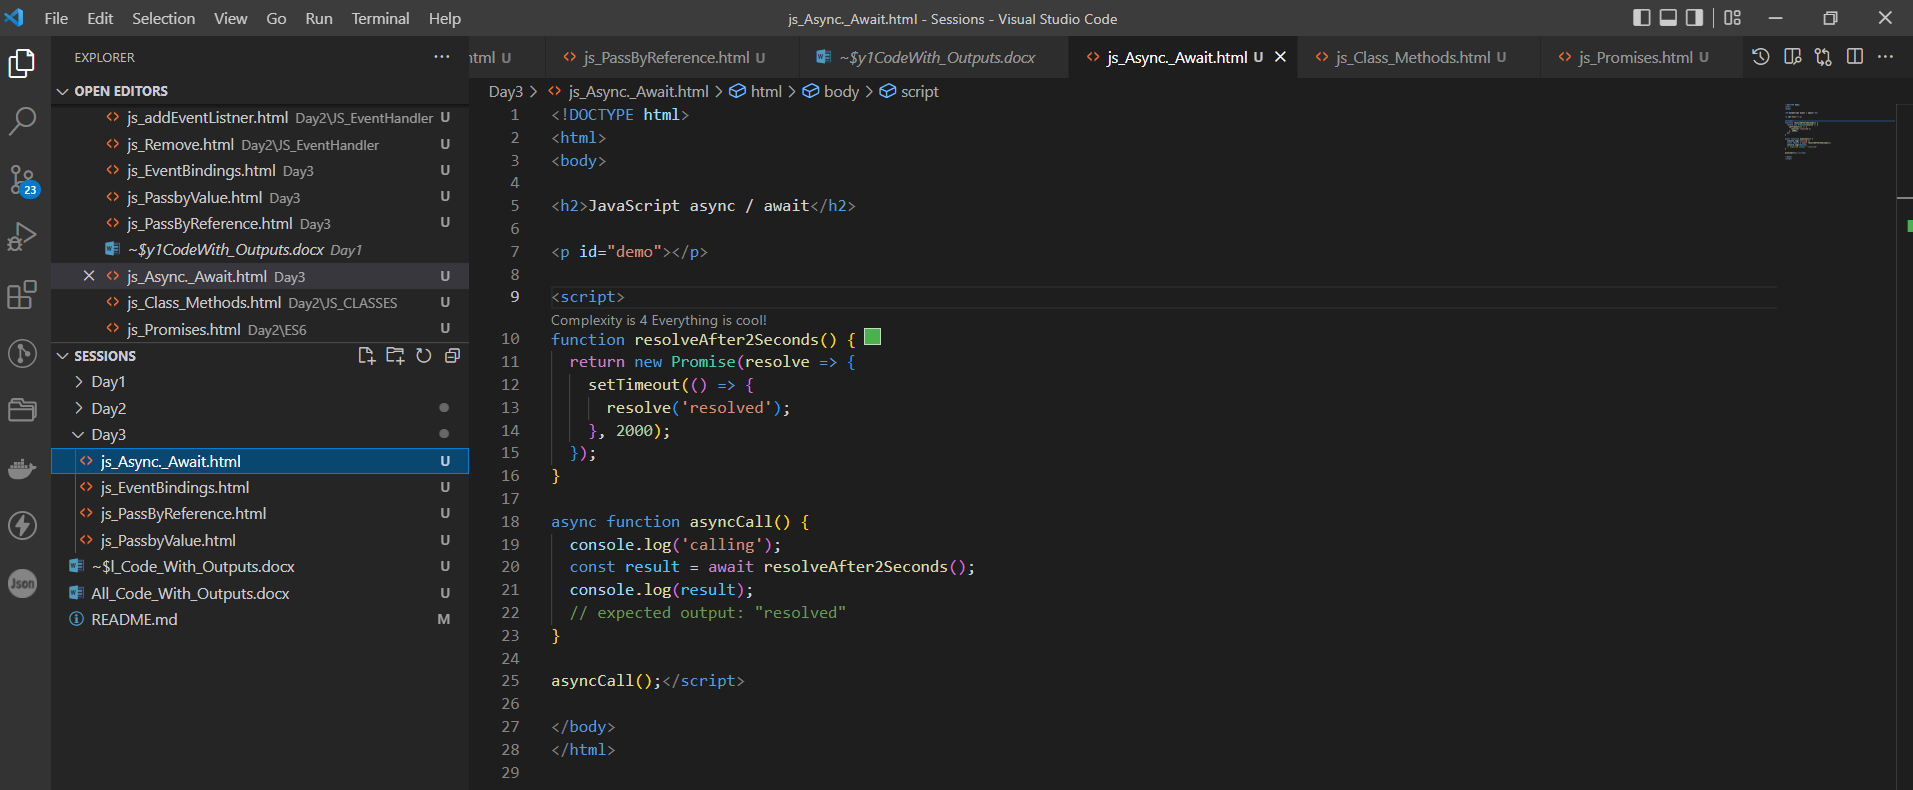 File Edit Selection View Go Run Terminal Help
js_Async._Await.html - Sessions - Visual Studio Code
EXPLORER
OPEN EDITORS
js_addEventListner.html Day2\JS_EventHandler U
js_Remove.html Day2\JS_EventHandler U
js_EventBindings.html Day3 U
js_PassbyValue.html Day3 U
js_PassByReference.html Day3 U
~$y1CodeWith_Outputs.docx Day1
js_Async._Await.html Day3 U
js_Class_Methods.html Day2\JS_CLASSES U
js_Promises.html Day2\ES6 U
SESSIONS
Day1
Day2
Day3
js_Async._Await.html U
js_EventBindings.html U
js_PassByReference.html U
js_PassbyValue.html U
~$l_Code_With_Outputs.docx U
All_Code_With_Outputs.docx U
README.md M
23
Json
html U
js_PassByReference.html U
~$y1CodeWith_Outputs.docx
js_Async._Await.html U
js_Class_Methods.html U
js_Promises.html U
Day3 > js_Async._Await.html > html > body > script
1 <!DOCTYPE html>
2 <html>
3 <body>
4
5 <h2>JavaScript async / await</h2>
6
7 <p id="demo"></p>
8
9 <script>
Complexity is 4 Everything is cool!
10 function resolveAfter2Seconds() {
11 return new Promise(resolve => {
12 setTimeout(() => {
13 resolve('resolved');
14 }, 2000);
15 });
16 }
17
18 async function asyncCall() {
19 console.log('calling');
20 const result = await resolveAfter2Seconds();
21 console.log(result);
22 // expected output: "resolved"
23 }
24
25 asyncCall();</script>
26
27 </body>
28 </html>
29